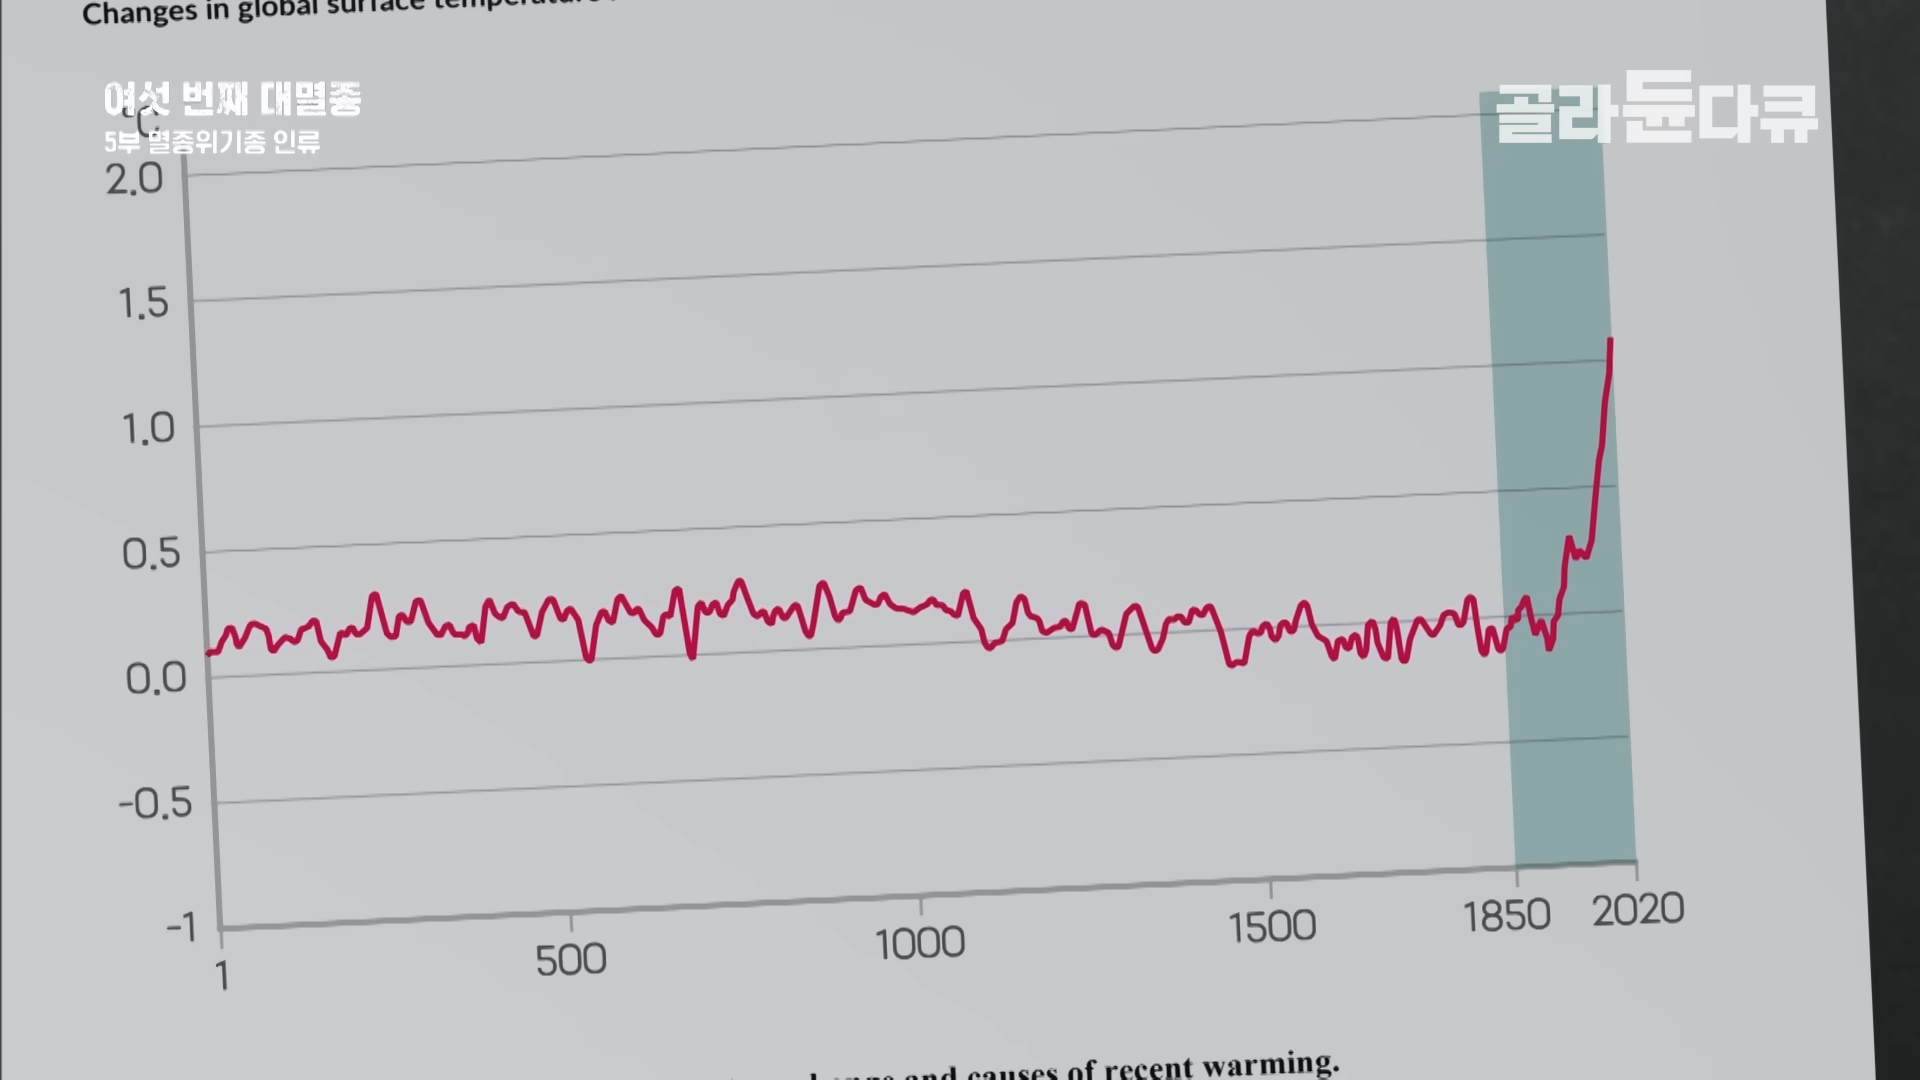 Changes in global surface temperature
여섯 번째 대멸종
5부 멸종위기종 인류
골라둔다큐
°C
2.0
1.5
1.0
0.5
0.0
-0.5
-1
1 500 1000 1500 1850 2020
and causes of recent warming.